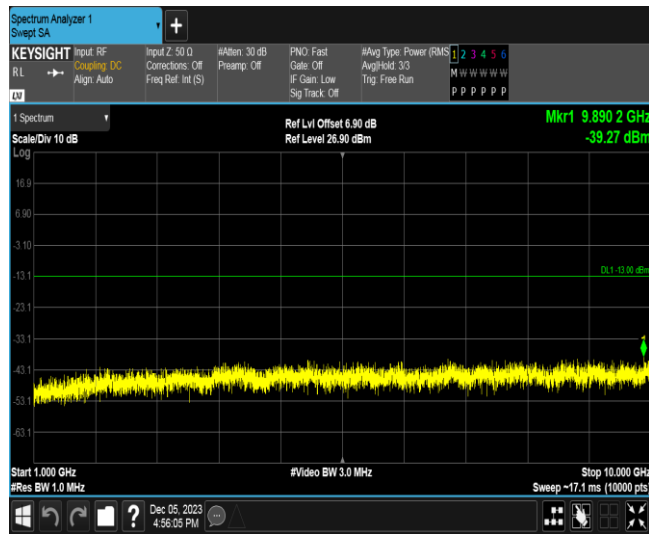 Spectrum Analyzer 1
Swept SA
+
KEYSIGHT Input: RF Input Z: 50 Ω #Atten: 30 dB PNO: Fast #Avg Type: Power (RMS 1 2 3 4 5 6
RL Coupling: DC Corrections: Off Preamp: Off Gate: Off Avg|Hold: 3/3 M W W W W W
Align: Auto Freq Ref: Int (S) IF Gain: Low Trig: Free Run
LXI Sig Track: Off P P P P P P
1 Spectrum Ref Lvl Offset 6.90 dB Mkr1 9.890 2 GHz
Scale/Div 10 dB Ref Level 26.90 dBm -39.27 dBm
Log
16.9
6.90
-3.10
DL1 -13.00 dBm
-13.1
-23.1
-33.1
1
-43.1
-53.1
-63.1
Start 1.000 GHz #Video BW 3.0 MHz Stop 10.000 GHz
#Res BW 1.0 MHz Sweep ~17.1 ms (10000 pts)
? Dec 05, 2023
4:56:05 PM